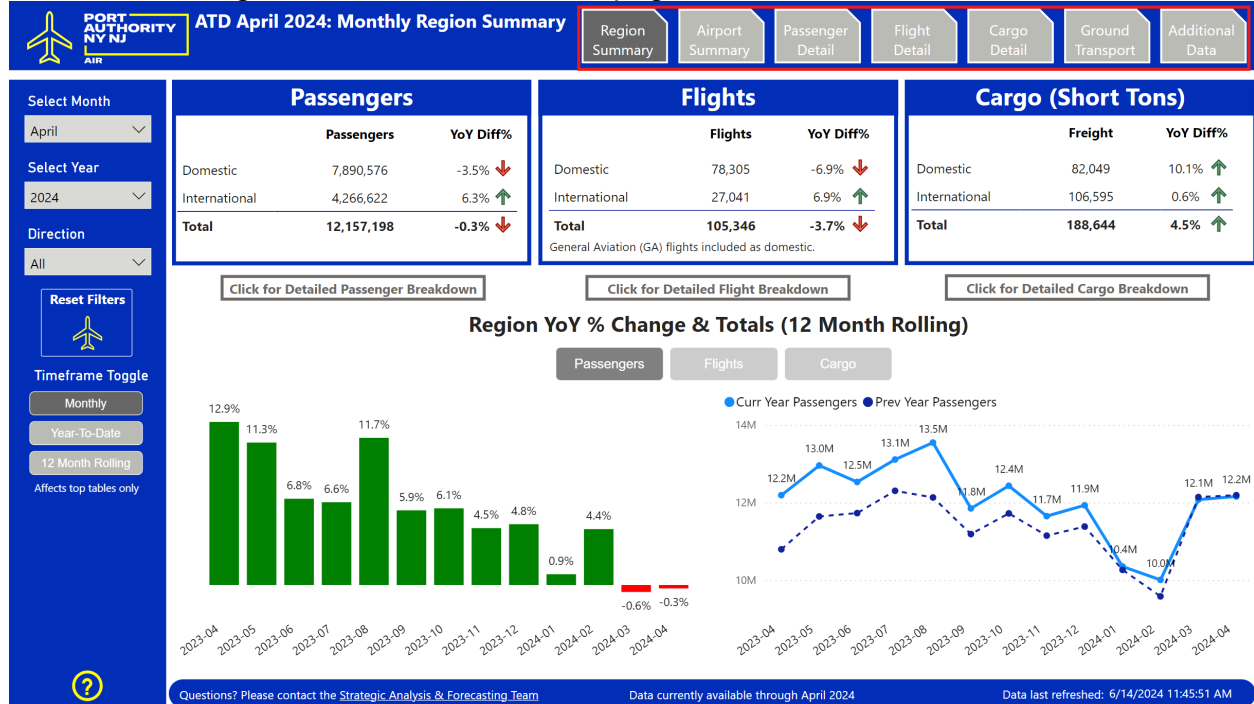 PORT
AUTHORITY
NY NJ
AIR
ATD April 2024: Monthly Region Summary
Region
Summary
Airport
Summary
Passenger
Detail
Flight
Detail
Cargo
Detail
Ground
Transport
Additional
Data
Select Month
April
Select Year
2024
Direction
All
Reset Filters
Timeframe Toggle
Monthly
Year-To-Date
12 Month Rolling
Affects top tables only
?
Passengers
Passengers YoY Diff%
Domestic 7,890,576 -3.5%
International 4,266,622 6.3%
Total 12,157,198 -0.3%
Flights
Flights YoY Diff%
Domestic 78,305 -6.9%
International 27,041 6.9%
Total 105,346 -3.7%
General Aviation (GA) flights included as domestic.
Cargo (Short Tons)
Freight YoY Diff%
Domestic 82,049 10.1%
International 106,595 0.6%
Total 188,644 4.5%
Click for Detailed Passenger Breakdown
Click for Detailed Flight Breakdown
Click for Detailed Cargo Breakdown
Region YoY % Change & Totals (12 Month Rolling)
Passengers
Flights
Cargo
12.9%
11.3%
6.8%
6.6%
11.7%
5.9%
6.1%
4.5%
4.8%
0.9%
4.4%
-0.6%
-0.3%
2023-04
2023-05
2023-06
2023-07
2023-08
2023-09
2023-10
2023-11
2023-12
2024-01
2024-02
2024-03
2024-04
Curr Year Passengers Prev Year Passengers
14M
12M
10M
12.2M
13.0M
12.5M
13.1M
13.5M
11.8M
12.4M
11.7M
11.9M
10.4M
10.0M
12.1M
12.2M
2023-04
2023-05
2023-06
2023-07
2023-08
2023-09
2023-10
2023-11
2023-12
2024-01
2024-02
2024-03
2024-04
Questions? Please contact the Strategic Analysis & Forecasting Team
Data currently available through April 2024
Data last refreshed: 6/14/2024 11:45:51 AM